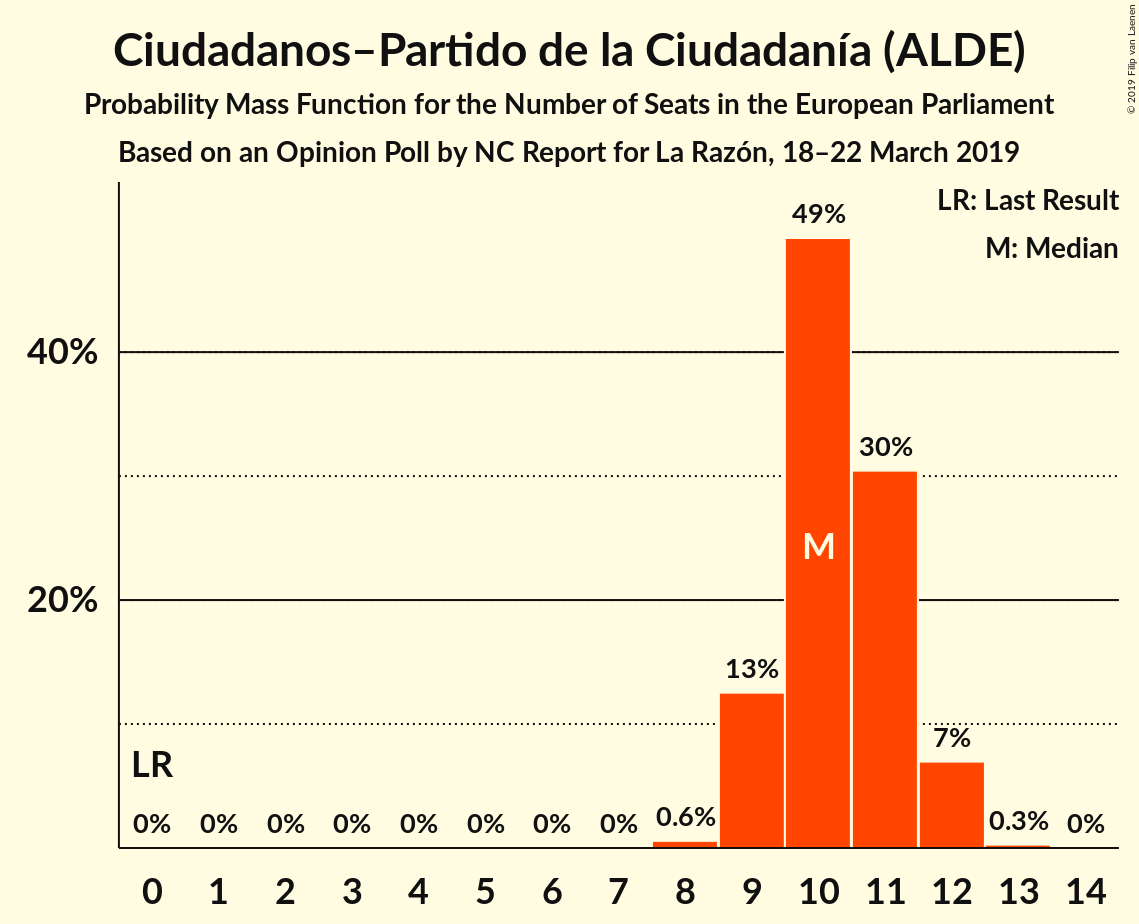 Ciudadanos–Partido de la Ciudadanía (ALDE)
Probability Mass Function for the Number of Seats in the European Parliament
Based on an Opinion Poll by NC Report for La Razón, 18–22 March 2019
© 2019 Filip van Laenen
LR: Last Result
M: Median
49%
40%
30%
M
20%
13%
7%
LR
0% 0% 0% 0% 0% 0% 0% 0% 0.6% 0.3% 0%
0 1 2 3 4 5 6 7 8 9 10 11 12 13 14